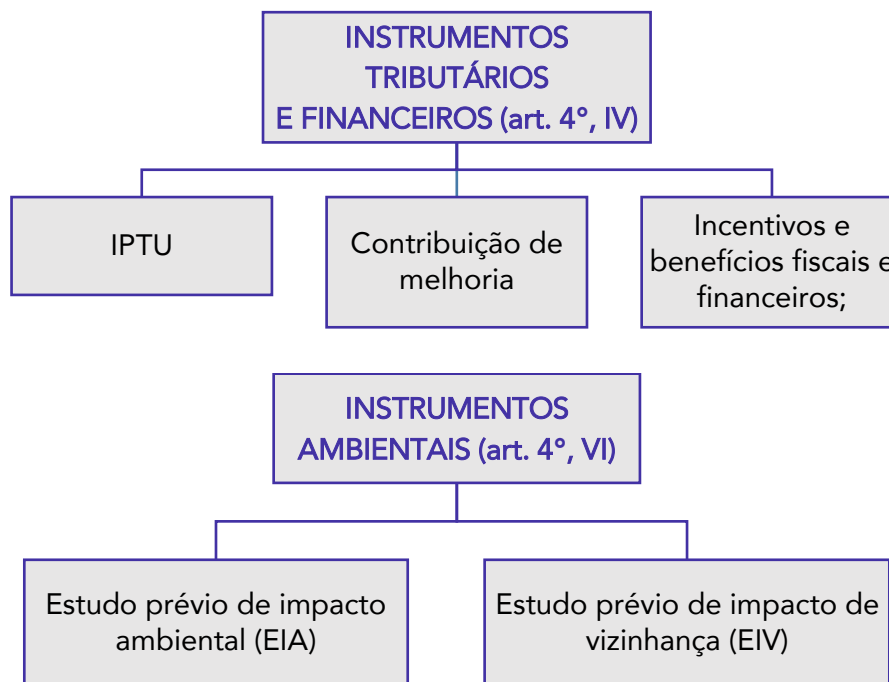 INSTRUMENTOS
TRIBUTÁRIOS
E FINANCEIROS (art. 4°, IV)
IPTU
Contribuição de
melhoria
Incentivos e
benefícios fiscais e
financeiros;
INSTRUMENTOS
AMBIENTAIS (art. 4°, VI)
Estudo prévio de impacto
ambiental (EIA)
Estudo prévio de impacto de
vizinhança (EIV)